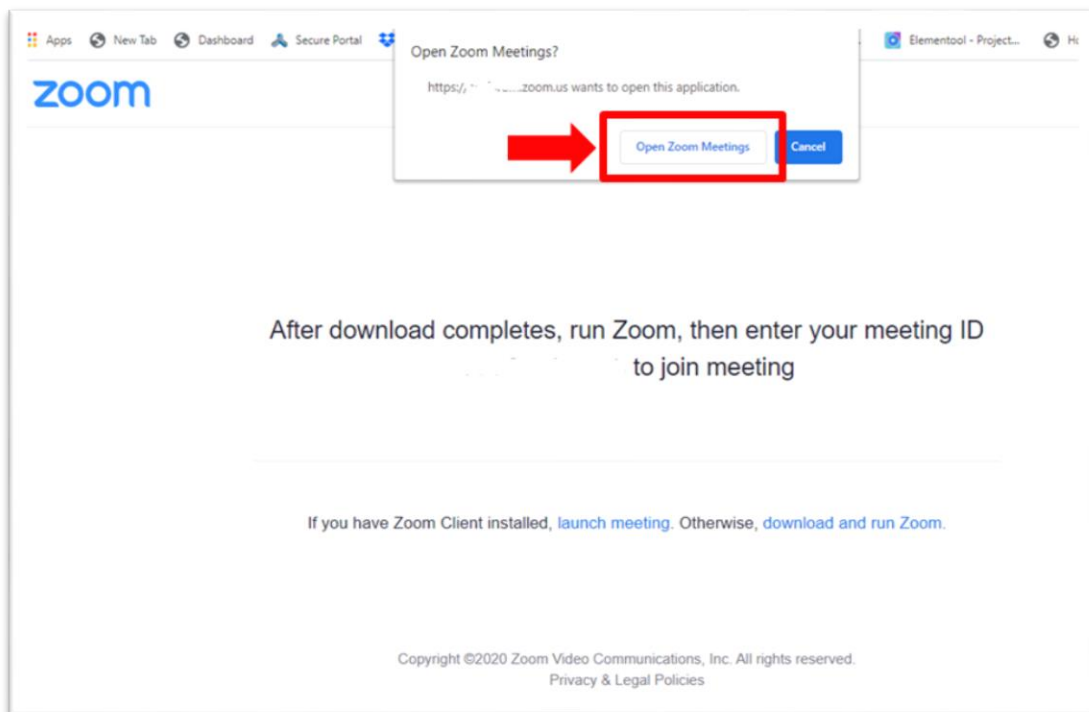 Apps New Tab Dashboard Secure Portal Elementool - Project...
Open Zoom Meetings?
https:/ zoom.us wants to open this application.
zoom
Open Zoom Meetings Cancel
After download completes, run Zoom, then enter your meeting ID
to join meeting
If you have Zoom Client installed, launch meeting. Otherwise, download and run Zoom.
Copyright ©2020 Zoom Video Communications, Inc. All rights reserved.
Privacy & Legal Policies